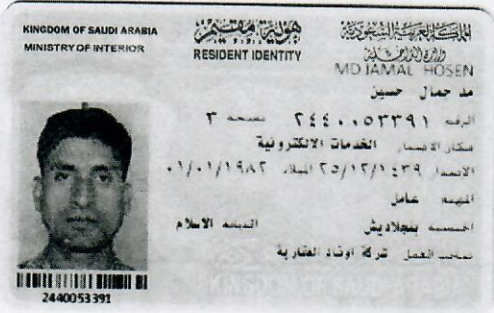 KINGDOM OF SAUDI ARABIA
MINISTRY OF INTERIOR
هوية مقيم
RESIDENT IDENTITY
المملكة العربية السعودية
وزارة الداخلية
MD JAMAL HOSEN
مد جمال حسين
الرقم ٢٤٤٠٠٥٣٣٩١ نسخة ٣
مكان الاصدار الخدمات الالكترونية
الاصدار ٢٥/١٢/١٤٣٩ الميلاد ٠١/٠١/١٩٨٢
المهنة عامل
الجنسية بنجلاديش الديانة الاسلام
صاحب العمل شركة اوتاد العقارية
2440053391